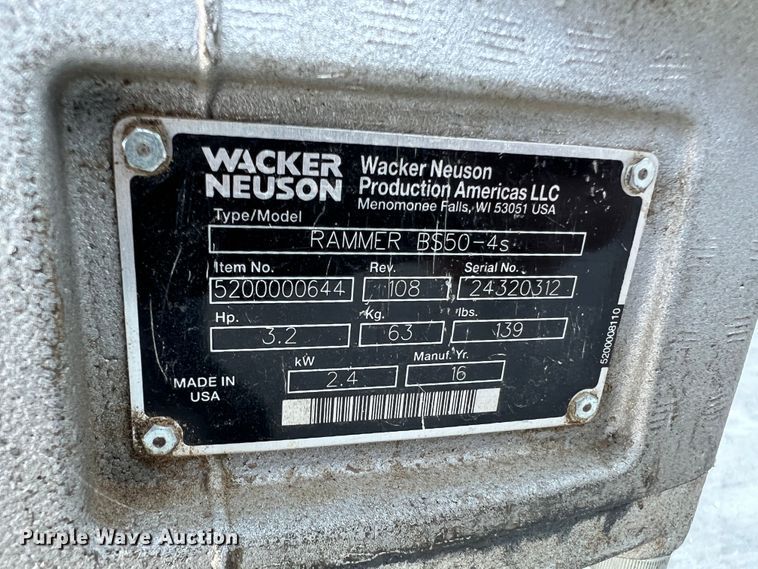 WACKER
NEUSON
Wacker Neuson
Production Americas LLC
Menomonee Falls, WI 53051 USA
Type/Model
RAMMER BS50-4s
Item No. Rev. Serial No.
5200000644 108 24320312
Hp. Kg. lbs.
3.2 63 139
kW Manuf. Yr.
2.4 16
MADE IN
USA
5200008110
Purple Wave Auction